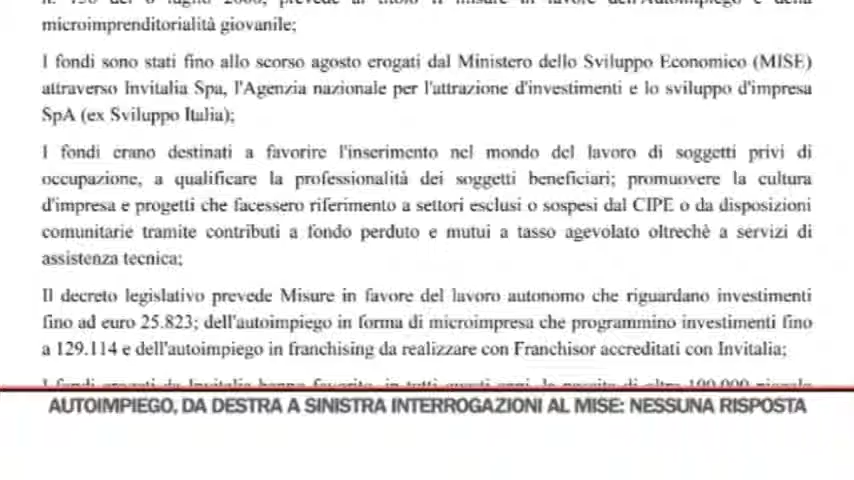 microimprenditorialità giovanile;
I fondi sono stati fino allo scorso agosto erogati dal Ministero dello Sviluppo Economico (MISE)
attraverso Invitalia Spa, l'Agenzia nazionale per l'attrazione d'investimenti e lo sviluppo d'impresa
SpA (ex Sviluppo Italia);
I fondi erano destinati a favorire l'inserimento nel mondo del lavoro di soggetti privi di
occupazione, a qualificare la professionalità dei soggetti beneficiari; promuovere la cultura
d'impresa e progetti che facessero riferimento a settori esclusi o sospesi dal CIPE o da disposizioni
comunitarie tramite contributi a fondo perduto e mutui a tasso agevolato oltrechè a servizi di
assistenza tecnica;
Il decreto legislativo prevede Misure in favore del lavoro autonomo che riguardano investimenti
fino ad euro 25.823; dell'autoimpiego in forma di microimpresa che programmino investimenti fino
a 129.114 e dell'autoimpiego in franchising da realizzare con Franchisor accreditati con Invitalia;
AUTOIMPIEGO, DA DESTRA A SINISTRA INTERROGAZIONI AL MISE: NESSUNA RISPOSTA